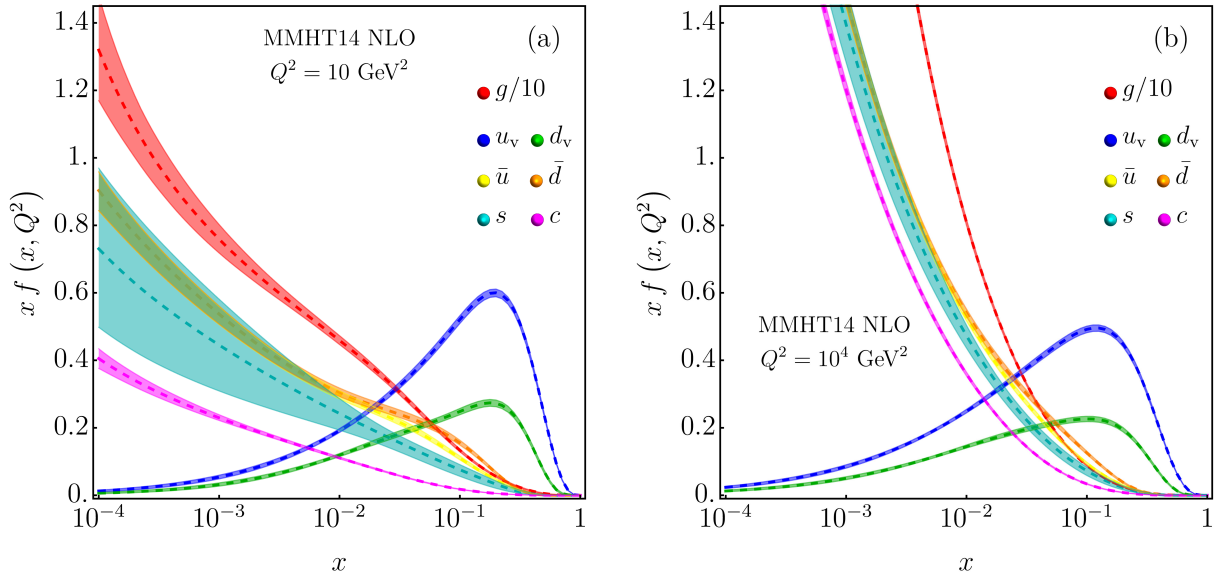 (a)
MMHT14 NLO
Q² = 10 GeV²
g/10
u_v d_v
ū d̄
s c
x f (x, Q²)
1.4
1.2
1.
0.8
0.6
0.4
0.2
0.
10⁻⁴ 10⁻³ 10⁻² 10⁻¹ 1
x
(b)
g/10
u_v d_v
ū d̄
s c
MMHT14 NLO
Q² = 10⁴ GeV²
x f (x, Q²)
1.4
1.2
1.
0.8
0.6
0.4
0.2
0.
10⁻⁴ 10⁻³ 10⁻² 10⁻¹ 1
x